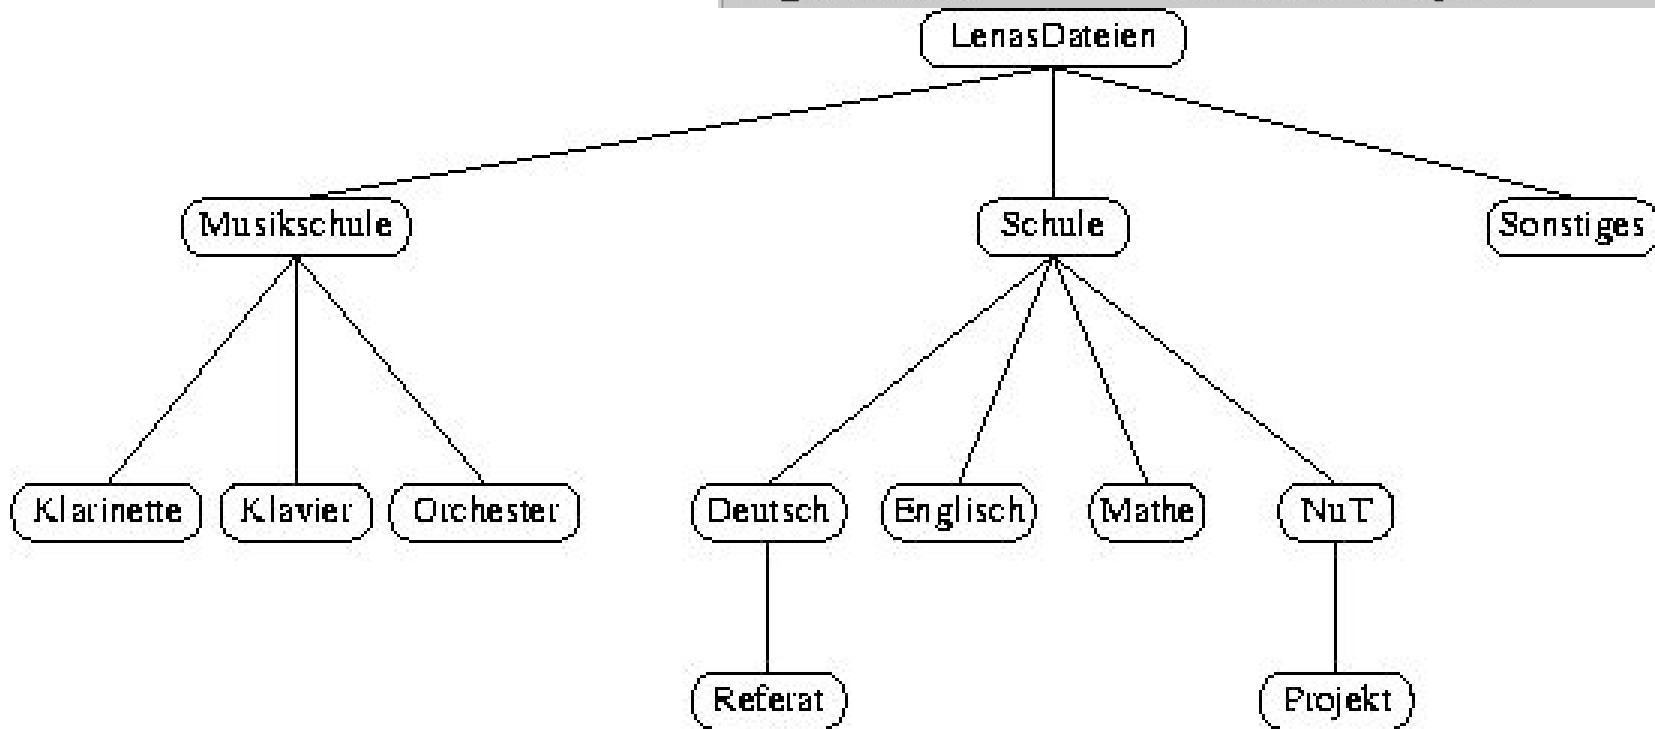 LenasDateien
Musikschule Schule Sonstiges
Klarinette Klavier Orchester Deutsch Englisch Mathe NuT
Referat Projekt